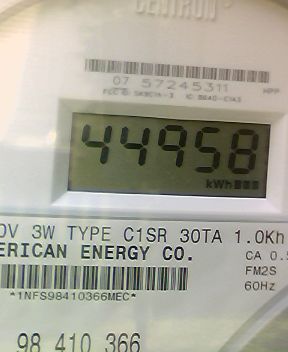 CENTRON®
07 57245311
44958
kWh
0V 3W TYPE C1SR 30TA 1.0Kh
ERICAN ENERGY CO.
CA 0.5
FM2S
*1NFS98410366MEC*
60Hz
98 410 366